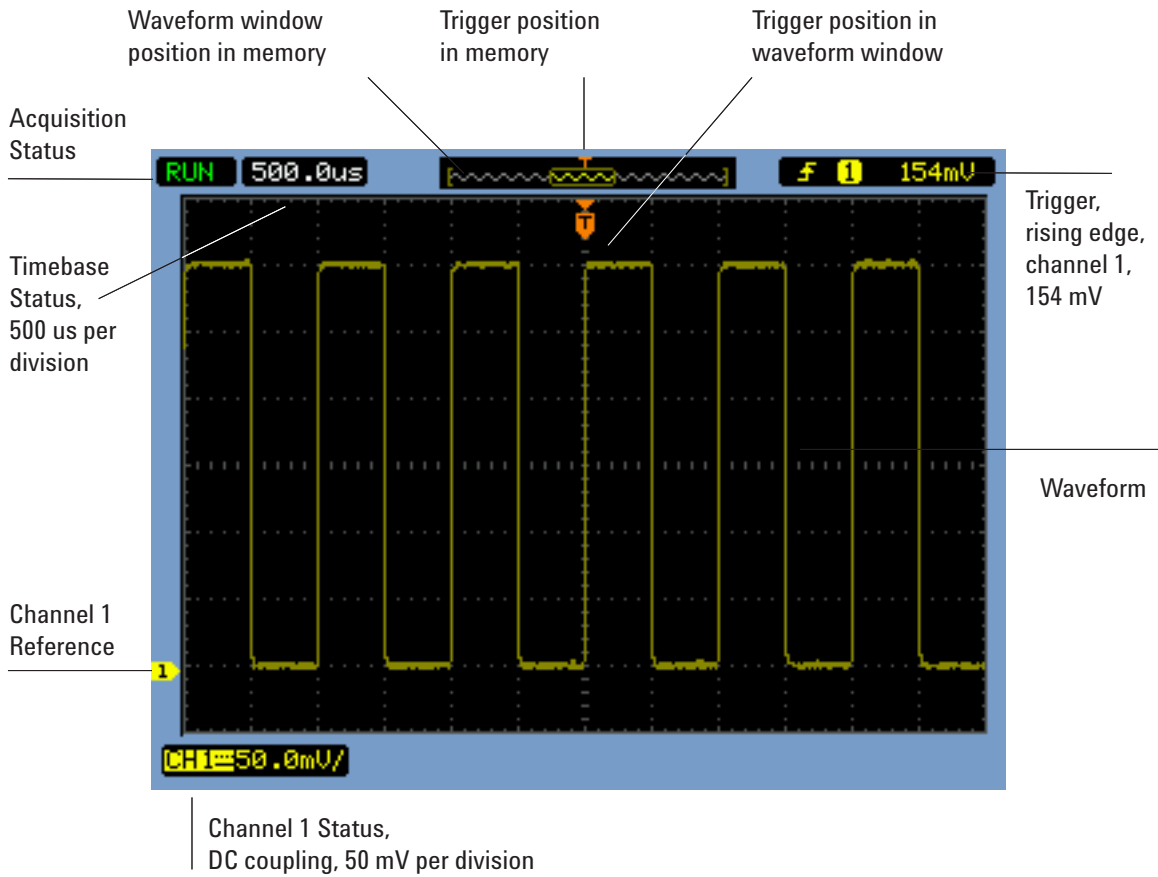 Waveform window
position in memory
Trigger position
in memory
Trigger position in
waveform window
Acquisition
Status
RUN
500.0us
T
1
154mV
T
Trigger,
rising edge,
channel 1,
154 mV
Timebase
Status,
500 us per
division
Waveform
Channel 1
Reference
1
CH1 50.0mV/
Channel 1 Status,
DC coupling, 50 mV per division